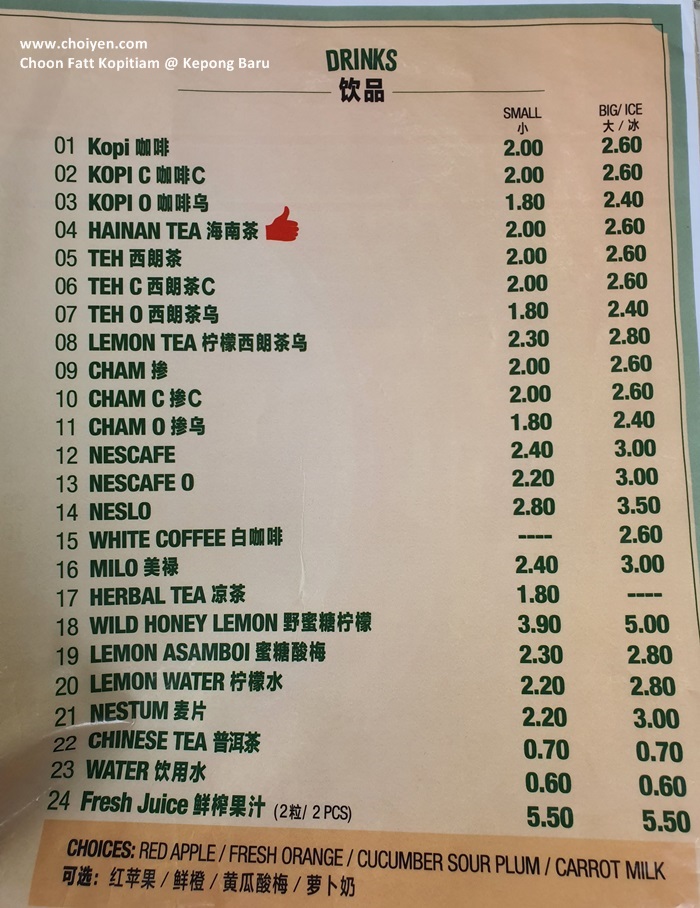 www.choiyen.com
Choon Fatt Kopitiam @ Kepong Baru
DRINKS
饮品
SMALL BIG/ ICE
小 大 / 冰
01 Kopi 咖啡 2.00 2.60
02 KOPI C 咖啡C 2.00 2.60
03 KOPI O 咖啡乌 1.80 2.40
04 HAINAN TEA 海南茶 2.00 2.60
05 TEH 西朗茶 2.00 2.60
06 TEH C 西朗茶C 2.00 2.60
07 TEH O 西朗茶乌 1.80 2.40
08 LEMON TEA 柠檬西朗茶乌 2.30 2.80
09 CHAM 掺 2.00 2.60
10 CHAM C 掺C 2.00 2.60
11 CHAM O 掺乌 1.80 2.40
12 NESCAFE 2.40 3.00
13 NESCAFE O 2.20 3.00
14 NESLO 2.80 3.50
15 WHITE COFFEE 白咖啡 ---- 2.60
16 MILO 美禄 2.40 3.00
17 HERBAL TEA 凉茶 1.80 ----
18 WILD HONEY LEMON 野蜜糖柠檬 3.90 5.00
19 LEMON ASAMBOI 蜜糖酸梅 2.30 2.80
20 LEMON WATER 柠檬水 2.20 2.80
21 NESTUM 麦片 2.20 3.00
22 CHINESE TEA 普洱茶 0.70 0.70
23 WATER 饮用水 0.60 0.60
24 Fresh Juice 鲜榨果汁 (2粒/ 2 PCS) 5.50 5.50
CHOICES: RED APPLE / FRESH ORANGE / CUCUMBER SOUR PLUM / CARROT MILK
可选: 红苹果 / 鲜橙 / 黄瓜酸梅 / 萝卜奶